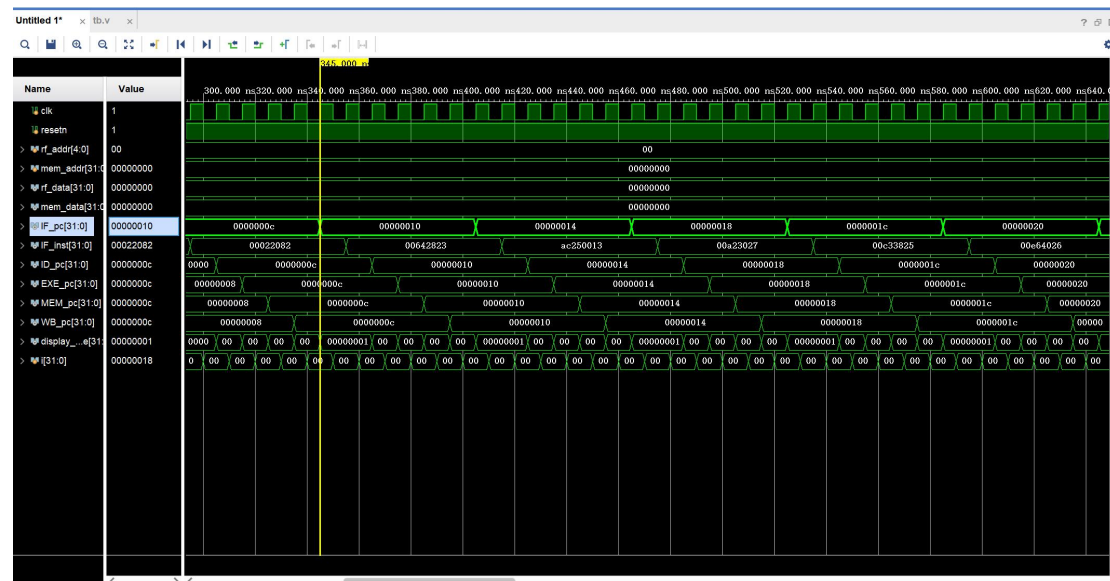 Untitled 1* × tb.v ×
?
345.000 n
Name Value
300.000 ns 320.000 ns 340.000 ns 360.000 ns 380.000 ns 400.000 ns 420.000 ns 440.000 ns 460.000 ns 480.000 ns 500.000 ns 520.000 ns 540.000 ns 560.000 ns 580.000 ns 600.000 ns 620.000 ns 640.0
clk 1
resetn 1
> rf_addr[4:0] 00 00
> mem_addr[31:0 00000000 00000000
> rf_data[31:0] 00000000 00000000
> mem_data[31:0 00000000 00000000
> IF_pc[31:0] 00000010 0000000c 00000010 00000014 00000018 0000001c 00000020
> IF_inst[31:0] 00022082 00022082 00642823 ac250013 00a23027 00c33825 00e64026
> ID_pc[31:0] 0000000c 0000 0000000c 00000010 00000014 00000018 0000001c 00000020
> EXE_pc[31:0] 0000000c 00000008 0000000c 00000010 00000014 00000018 0000001c 00000020
> MEM_pc[31:0] 0000000c 00000008 0000000c 00000010 00000014 00000018 0000001c 00000020
> WB_pc[31:0] 0000000c 00000008 0000000c 00000010 00000014 00000018 0000001c 00000
> display_...e[31: 00000001 0000 00 00 00 00 00000001 00 00 00 00 00000001 00 00 00 00 00000001 00 00 00 00 00000001 00 00 00 00 00000001 00 00 00 00
> i[31:0] 00000018 0 00 00 00 00 00 00 00 00 00 00 00 00 00 00 00 00 00 00 00 00 00 00 00 00 00 00 00 00 00 00 00 00 00 00 00